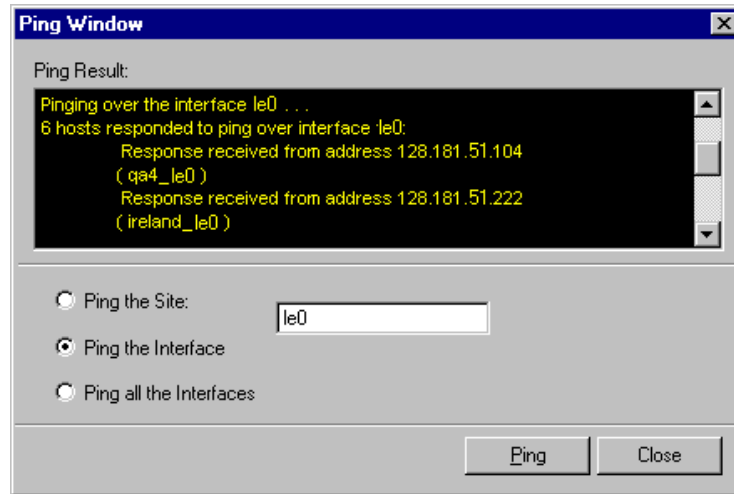 Ping Window
Ping Result:
Pinging over the interface le0 . . .
6 hosts responded to ping over interface le0:
Response received from address 128.181.51.104
( qa4_le0 )
Response received from address 128.181.51.222
( ireland_le0 )
Ping the Site:
le0
Ping the Interface
Ping all the Interfaces
Ping
Close